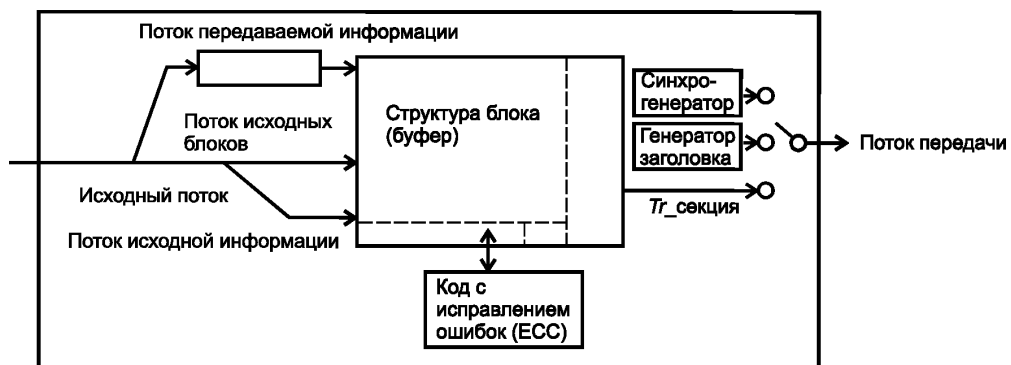 Поток передаваемой информации
Синхро-
генератор
Структура блока
(буфер)
Поток исходных
блоков
Генератор
заголовка
Поток передачи
Исходный поток
Tr_секция
Поток исходной информации
Код с
исправлением
ошибок (ECC)